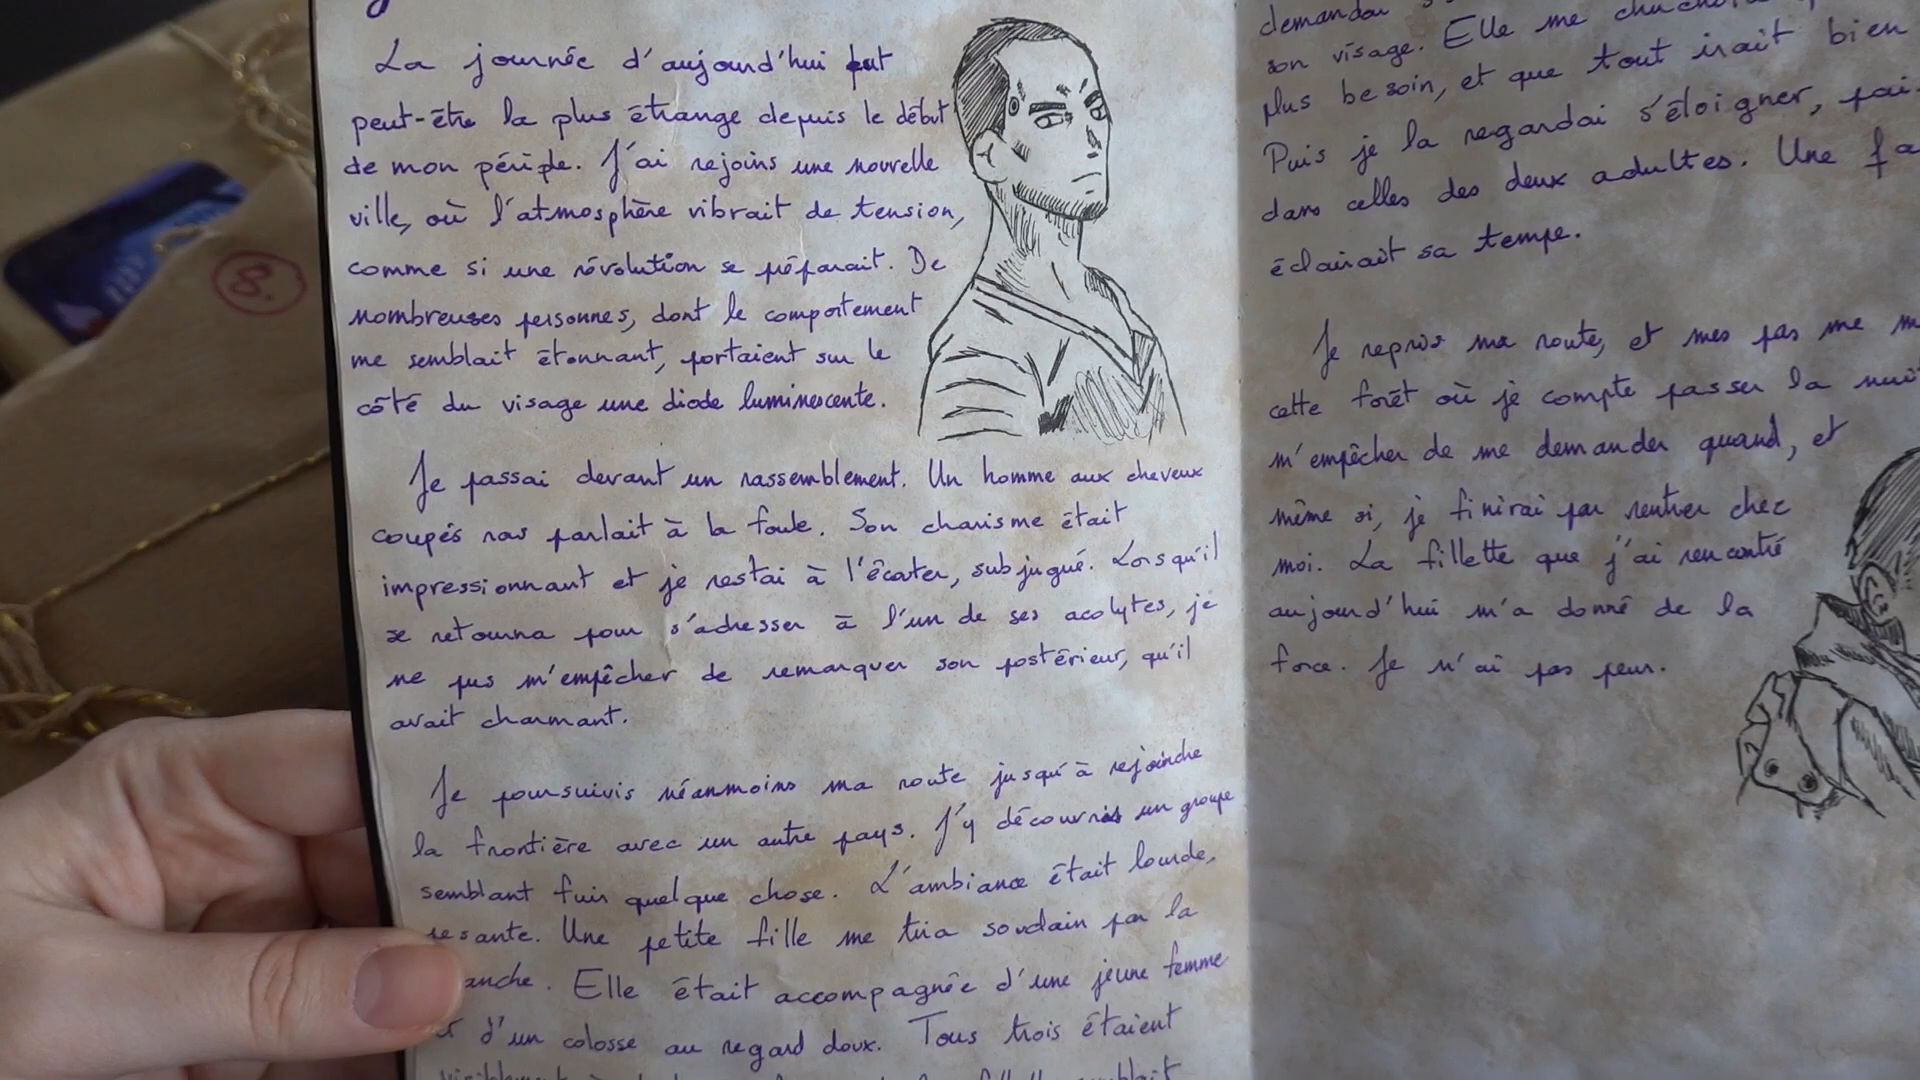 La journée d'aujourd'hui fut
peut-être la plus étrange depuis le début
de mon périple. J'ai rejoins une nouvelle
ville, où l'atmosphère vibrait de tension,
comme si une révolution se préparait. De
nombreuses personnes, dont le comportement
me semblait étonnant, portaient sur le
côté du visage une diode luminescente.
Je passai devant un rassemblement. Un homme aux cheveux
coupés ras parlait à la foule. Son charisme était
impressionnant et je restai à l'écouter, subjugué. Lorsqu'il
se retourna pour s'adresser à l'un de ses acolytes, je
ne pus m'empêcher de remarquer son postérieur, qu'il
avait charmant.
Je poursuivis néanmoins ma route jusqu'à rejoindre
la frontière avec un autre pays. J'y découvris un groupe
semblant fuir quelque chose. L'ambiance était lourde,
pesante. Une petite fille me tira soudain par la
anche. Elle était accompagnée d'une jeune femme
et d'un colosse au regard doux. Tous trois étaient
semblait
demandai
son visage. Elle me chuchota
plus besoin, et que tout irait bien
Puis je la regardai s'éloigner,
dans celles des deux adultes. Une
éclairait sa tempe.
Je repris ma route, et mes pas me
cette forêt où je compte passer la nuit
m'empêcher de me demander quand, et
même si, je finirai par rentrer chez
moi. La fillette que j'ai rencontré
aujourd'hui m'a donné de la
force. Je n'ai pas peur.
8.